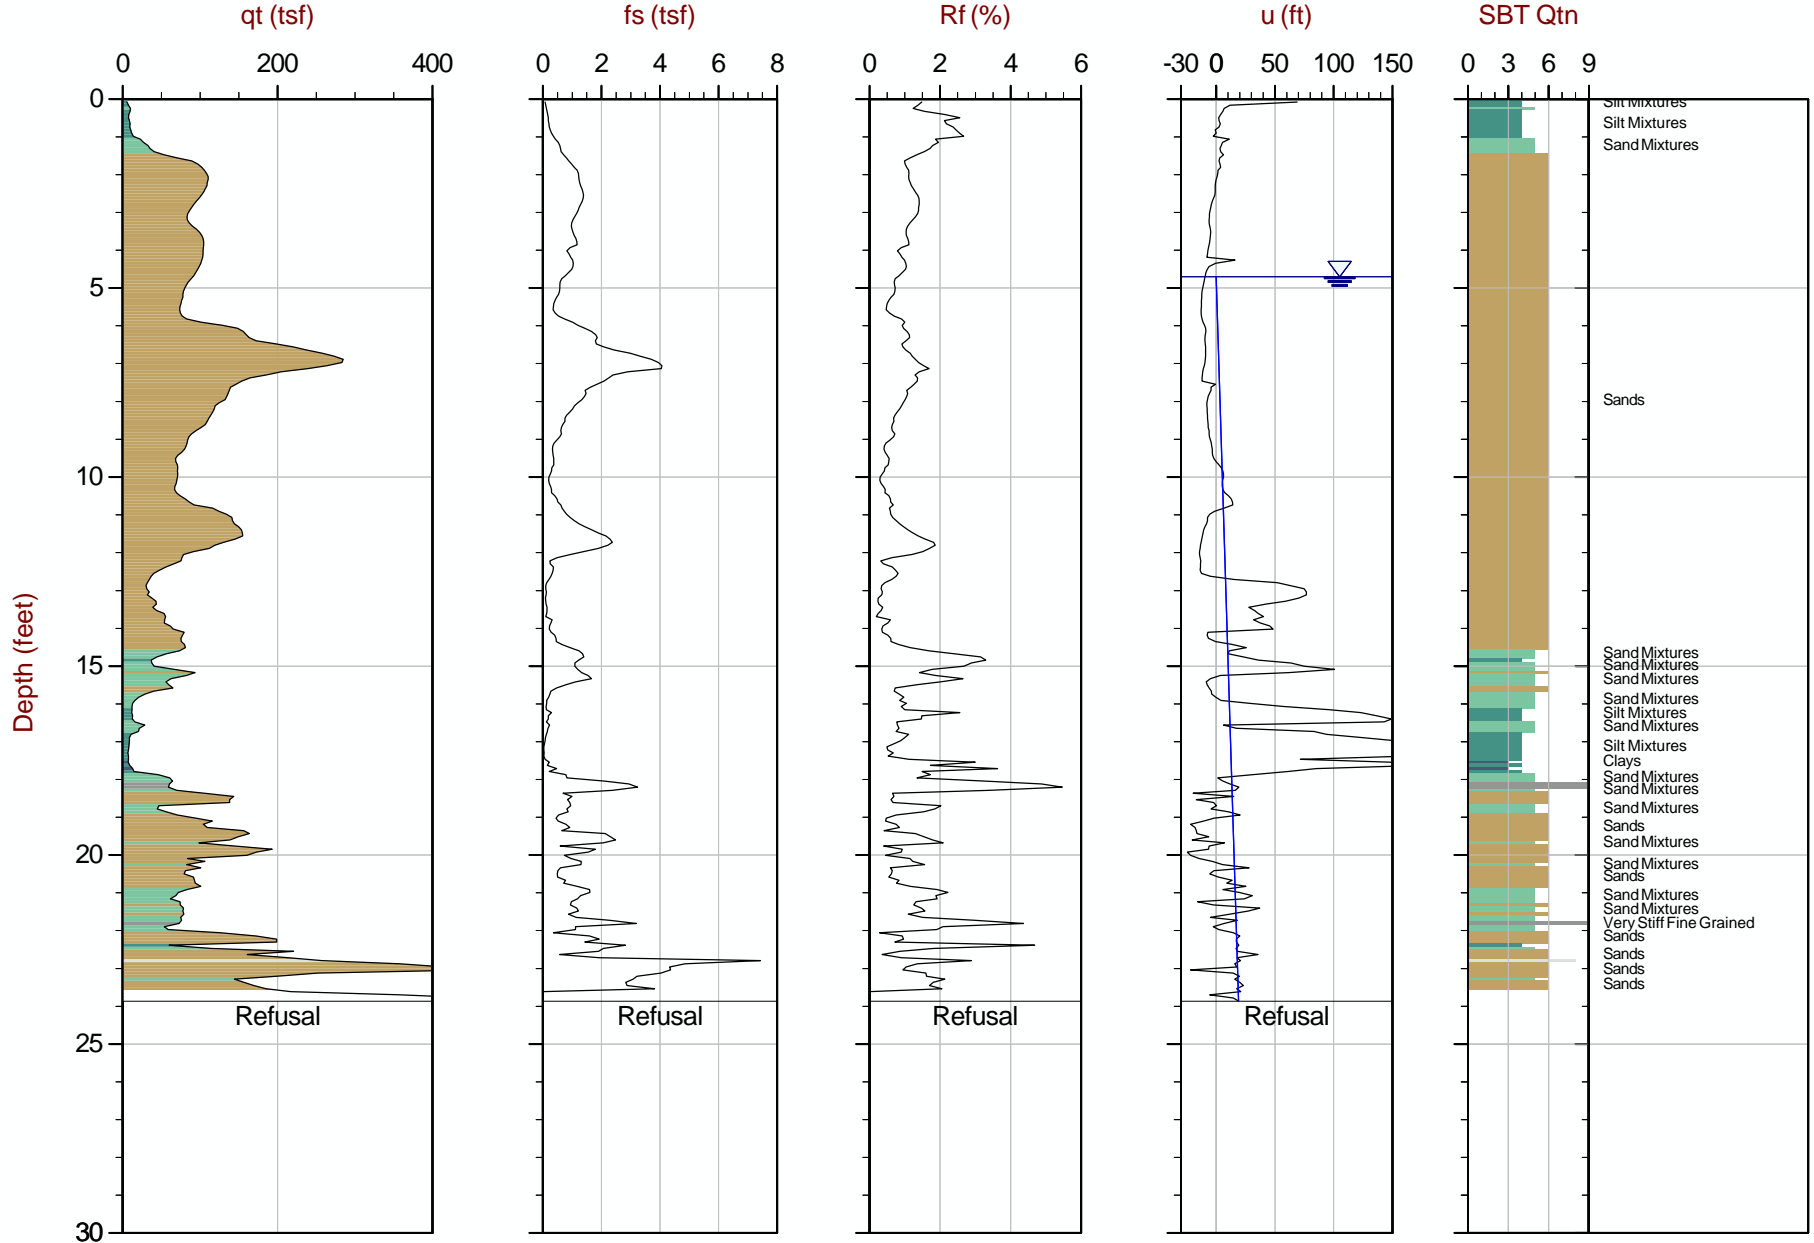 qt (tsf) fs (tsf) Rf (%) u (ft) SBT Qtn
0 200 400 0 2 4 6 8 0 2 4 6 -30 0 50 100 150 0 3 6 9
0
5
10
15
20
25
30
Depth (feet)
Silt Mixtures
Silt Mixtures
Sand Mixtures
Sands
Sand Mixtures
Sand Mixtures
Sand Mixtures
Sand Mixtures
Silt Mixtures
Sand Mixtures
Silt Mixtures
Clays
Sand Mixtures
Sand Mixtures
Sand Mixtures
Sands
Sand Mixtures
Sand Mixtures
Sands
Sand Mixtures
Sand Mixtures
Very Stiff Fine Grained
Sands
Sands
Sands
Sands
Refusal Refusal Refusal Refusal